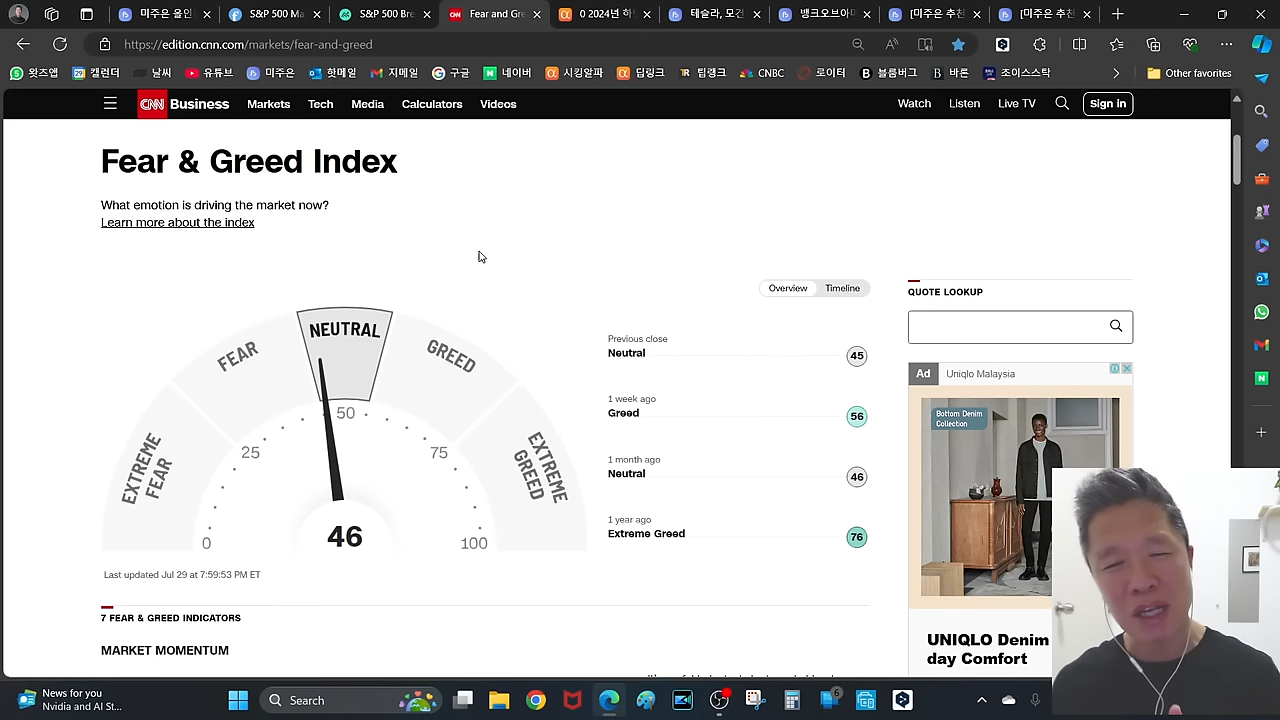 미주은 율인
S&P 500 Ma
S&P 500 Bre
CNN
Fear and Gre
0 2024년 하
테슬라, 모건
뱅크오브아
[미주은 추천
[미주은 추천
https://edition.cnn.com/markets/fear-and-greed
왓츠앱
캘린더
날씨
유튜브
미주은
핫메일
지메일
구글
네이버
시킹알파
딥링크
팁랭크
CNBC
로이터
블룸버그
바론
조이스스탁
Other favorites
CNN Business
Markets
Tech
Media
Calculators
Videos
Watch
Listen
Live TV
Sign in
Fear & Greed Index
What emotion is driving the market now?
Learn more about the index
Overview
Timeline
EXTREME FEAR
FEAR
NEUTRAL
GREED
EXTREME GREED
0
25
50
75
100
46
Last updated Jul 29 at 7:59:53 PM ET
Previous close
Neutral
45
1 week ago
Greed
56
1 month ago
Neutral
46
1 year ago
Extreme Greed
76
QUOTE LOOKUP
Ad
Uniqlo Malaysia
Bottom Denim
Collection
UNIQLO Denim
day Comfort
7 FEAR & GREED INDICATORS
MARKET MOMENTUM
News for you
Nvidia and AI St...
Search
6